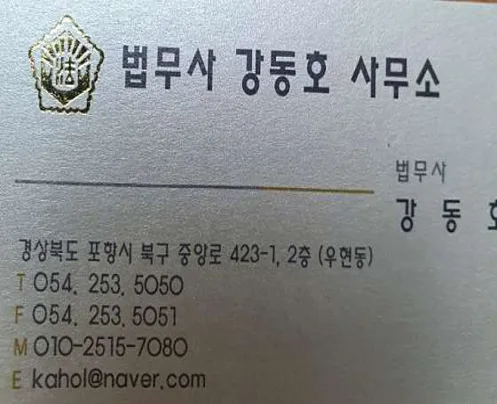 法
법무사 강동호 사무소
법무사
강 동 호
경상북도 포항시 북구 중앙로 423-1, 2층 (우현동)
T 054. 253. 5050
F 054. 253. 5051
M 010-2515-7080
E kahol@naver.com